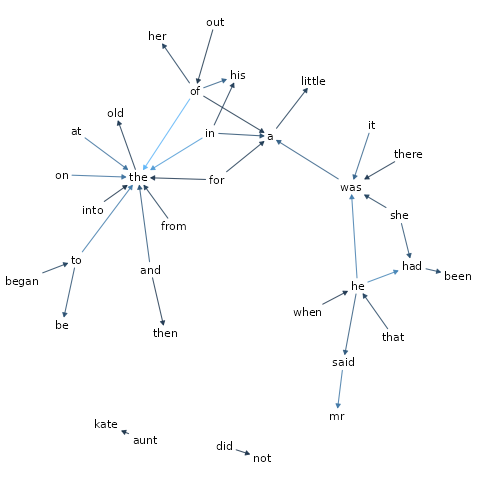 out
her
of
his
little
old
at
in
a
it
there
on
the
for
was
into
from
she
to
and
had
began
he
been
when
be
then
that
said
mr
kate
aunt
did
not